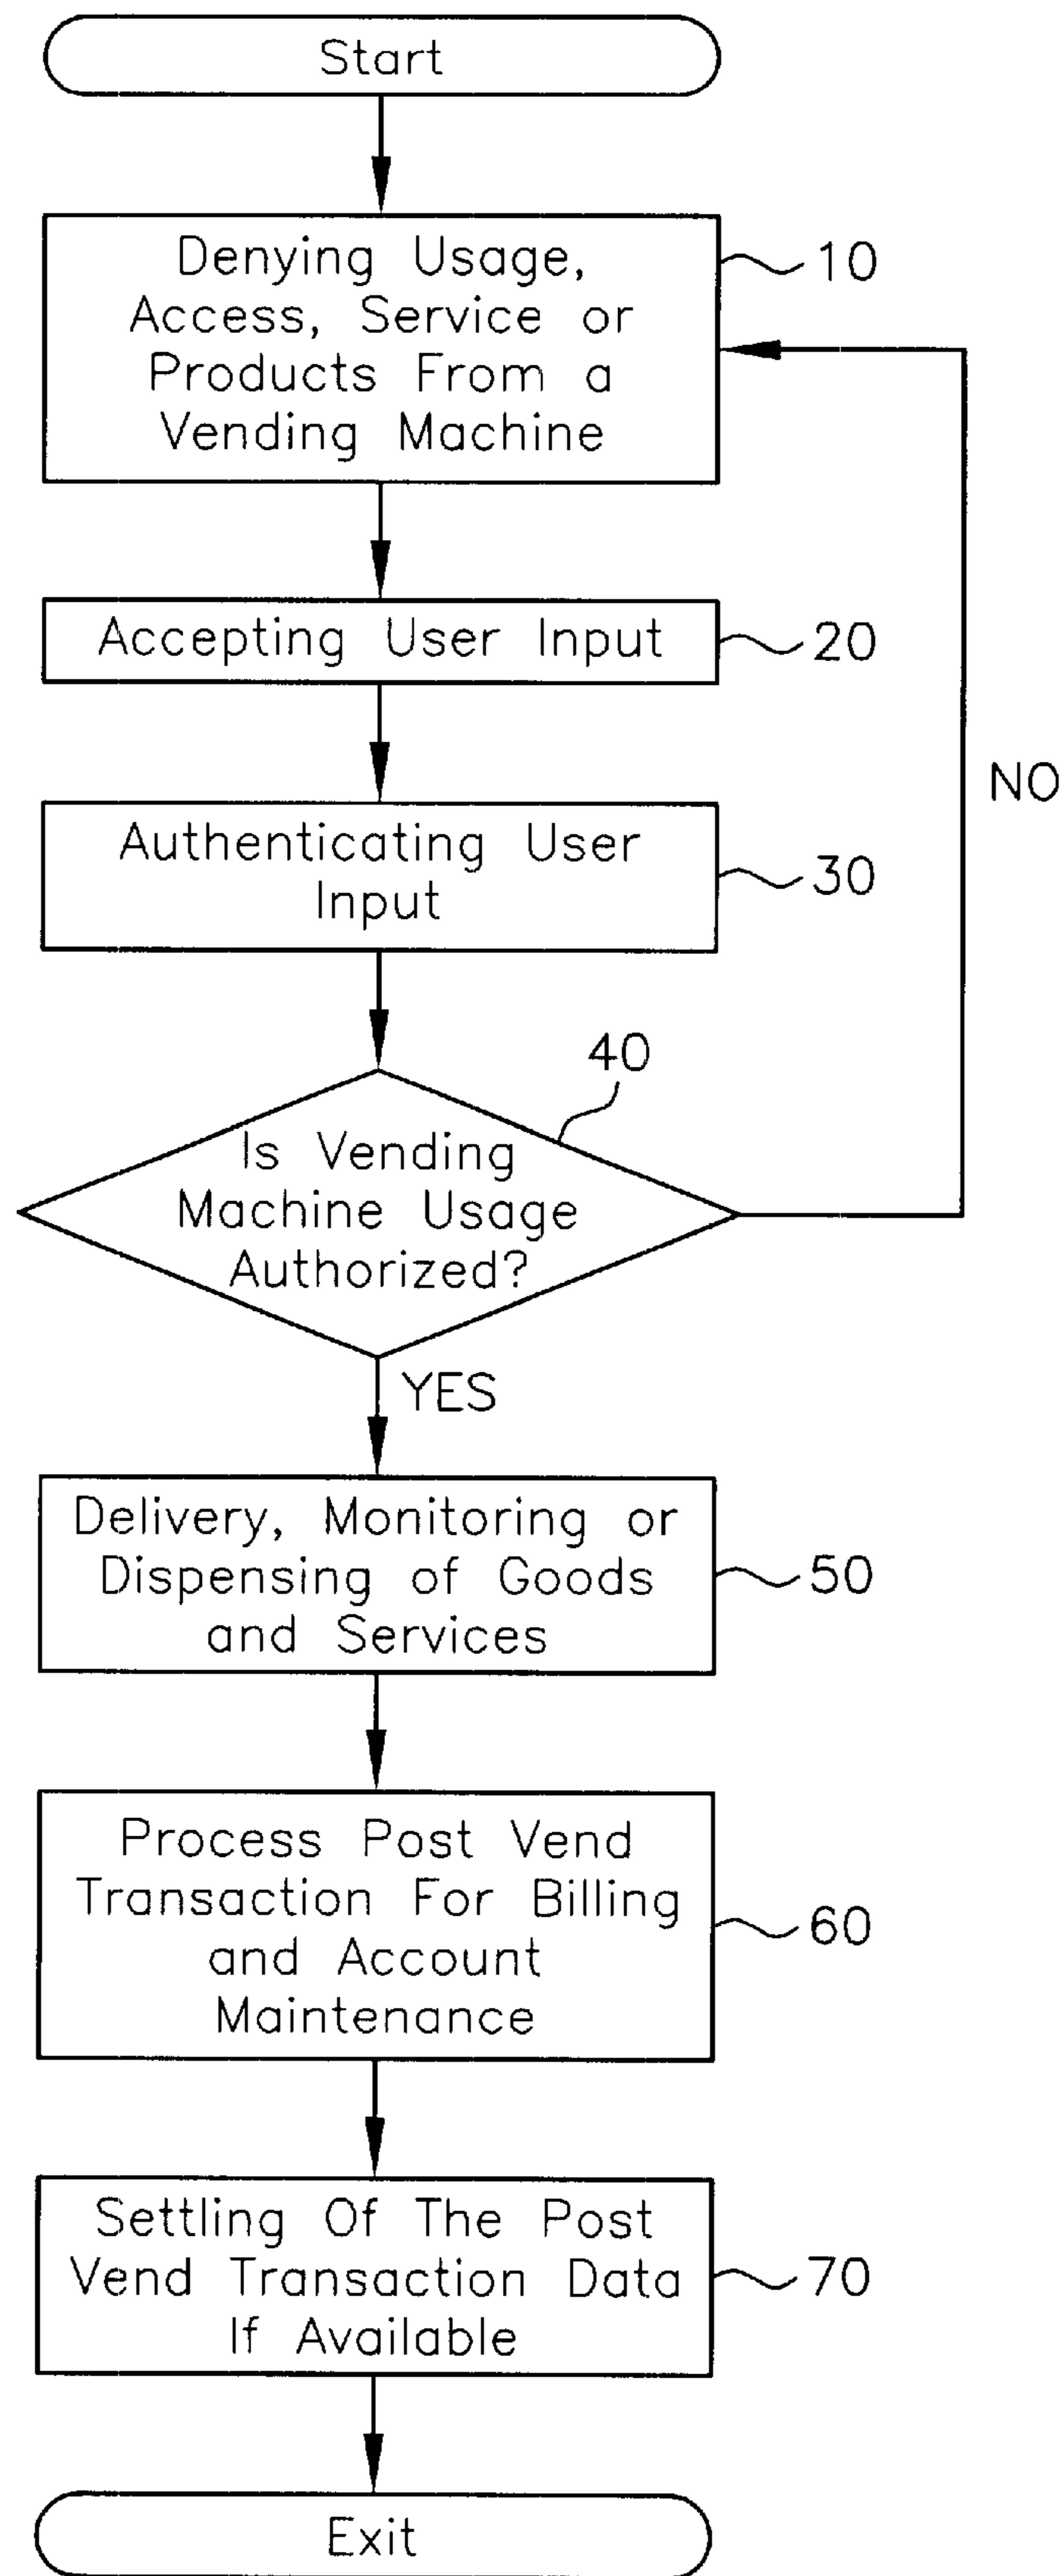 Start
Denying Usage,
Access, Service or
Products From a
Vending Machine
10
Accepting User Input
20
NO
Authenticating User
Input
30
40
Is Vending
Machine Usage
Authorized?
YES
Delivery, Monitoring or
Dispensing of Goods
and Services
50
Process Post Vend
Transaction For Billing
and Account
Maintenance
60
Settling Of The Post
Vend Transaction Data
If Available
70
Exit